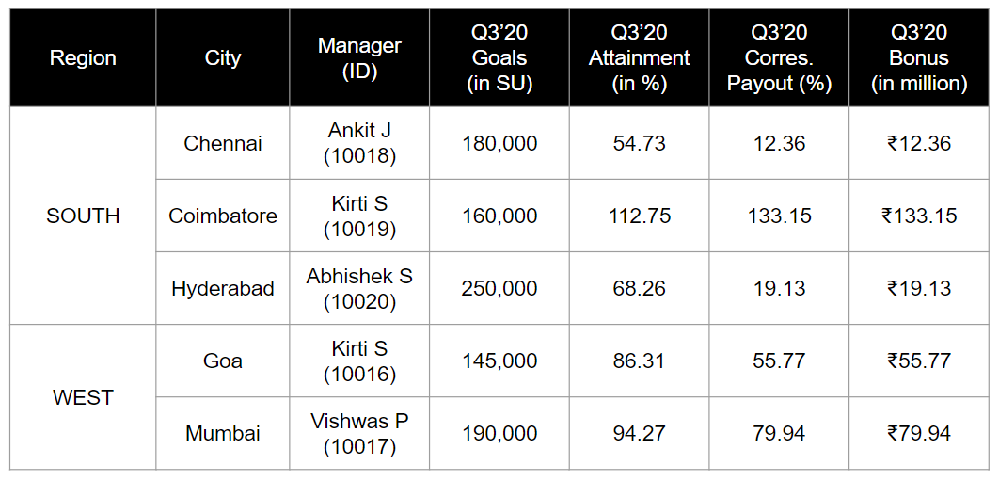 Region
City
Manager
(ID)
Q3’20
Goals
(in SU)
Q3’20
Attainment
(in %)
Q3’20
Corres.
Payout (%)
Q3’20
Bonus
(in million)
SOUTH
Chennai
Ankit J
(10018)
180,000
54.73
12.36
₹12.36
Coimbatore
Kirti S
(10019)
160,000
112.75
133.15
₹133.15
Hyderabad
Abhishek S
(10020)
250,000
68.26
19.13
₹19.13
WEST
Goa
Kirti S
(10016)
145,000
86.31
55.77
₹55.77
Mumbai
Vishwas P
(10017)
190,000
94.27
79.94
₹79.94